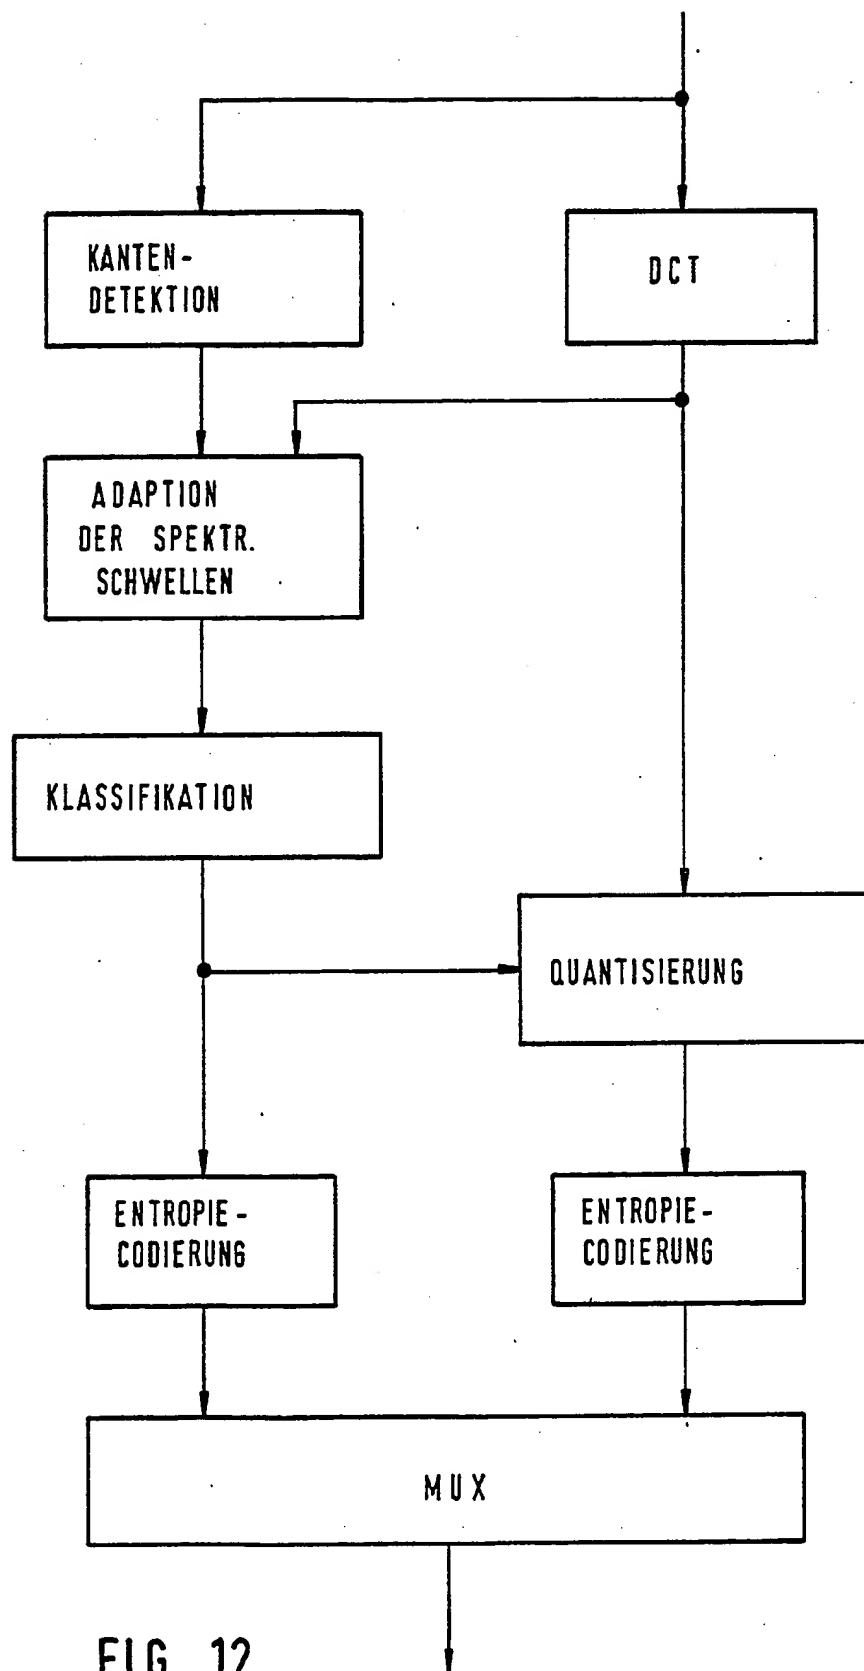 KANTEN-
DETEKTION
DCT
ADAPTION
DER SPEKTR.
SCHWELLEN
KLASSIFIKATION
QUANTISIERUNG
ENTROPIE-
CODIERUNG
ENTROPIE-
CODIERUNG
MUX
FIG. 12